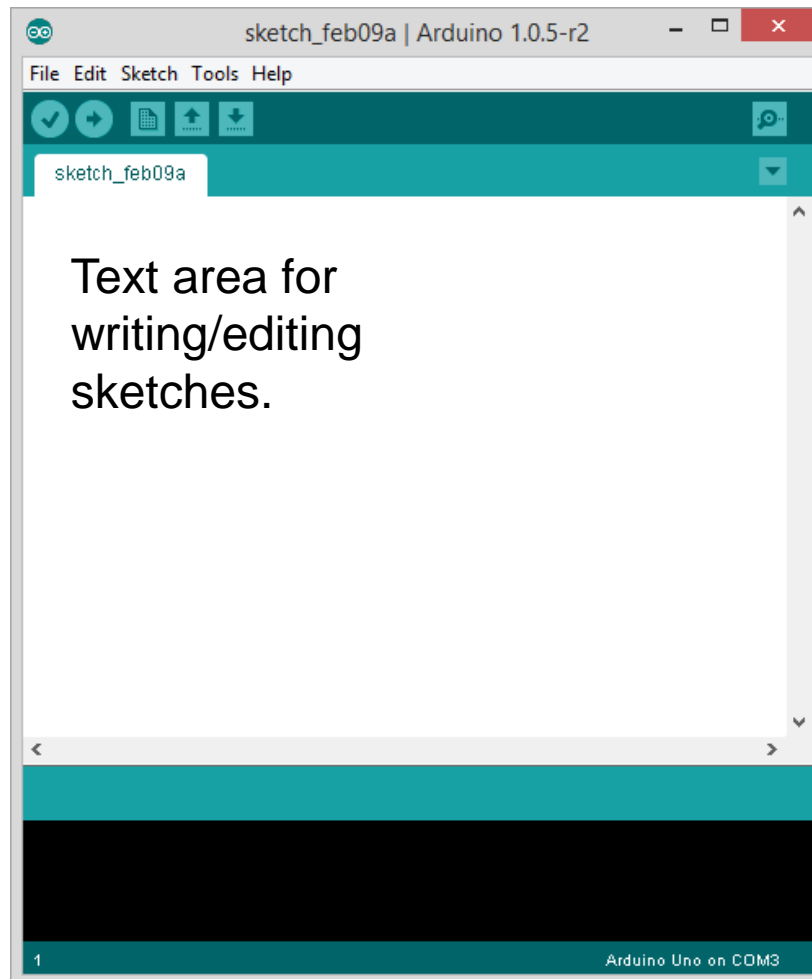 sketch_feb09a | Arduino 1.0.5-r2
File Edit Sketch Tools Help
sketch_feb09a
Text area for
writing/editing
sketches.
1 Arduino Uno on COM3